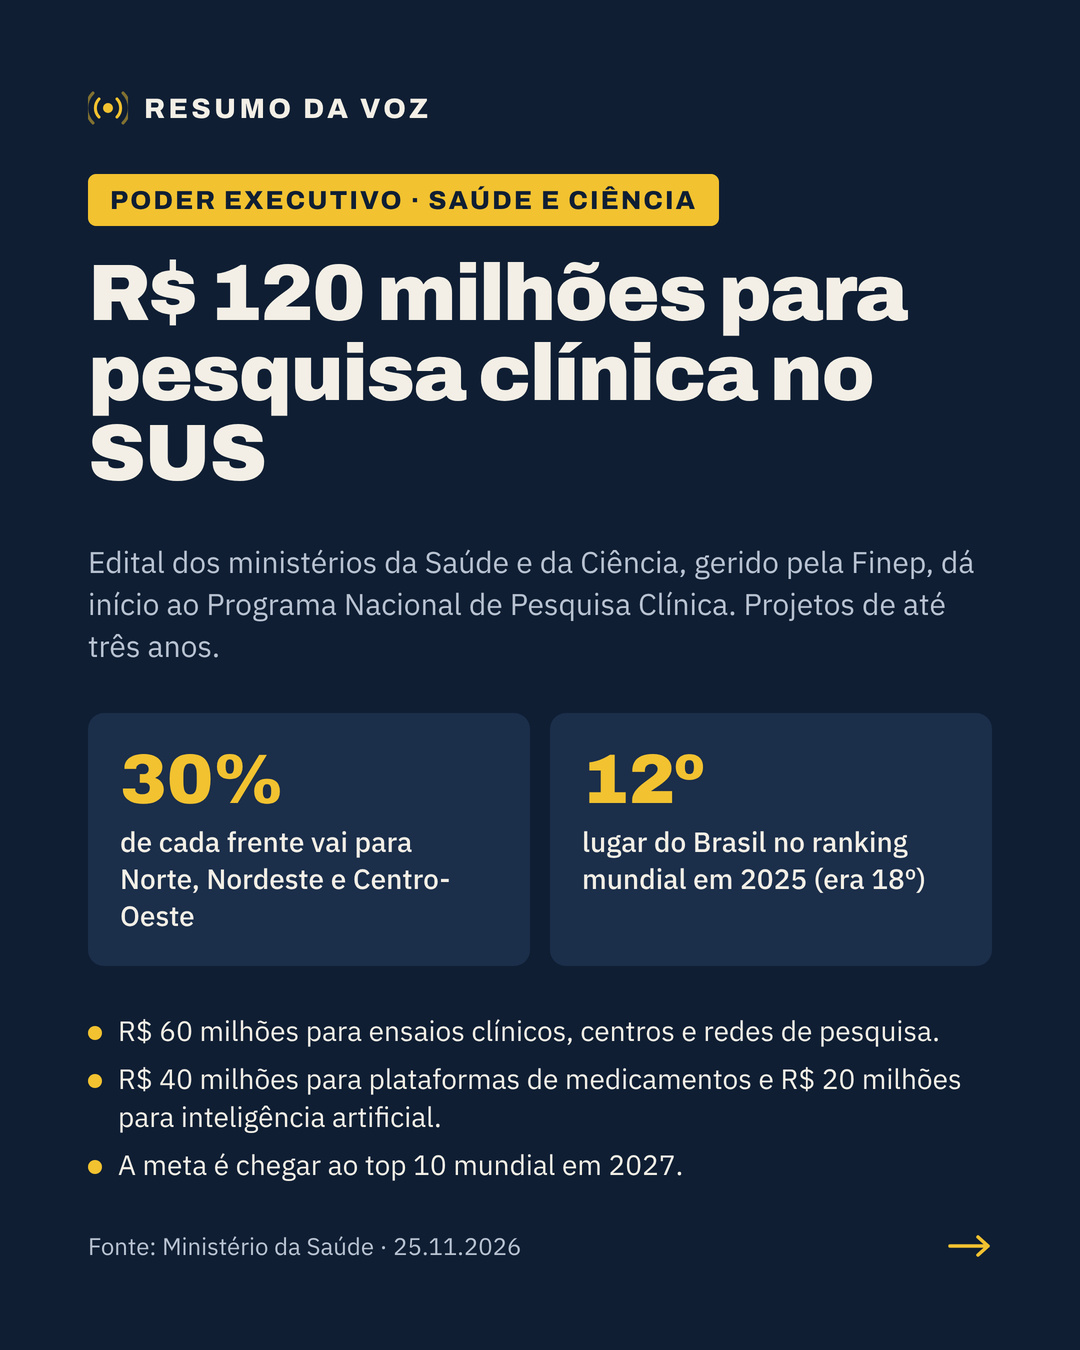 RESUMO DA VOZ
PODER EXECUTIVO · SAÚDE E CIÊNCIA
R$ 120 milhões para
pesquisa clínica no
SUS
Edital dos ministérios da Saúde e da Ciência, gerido pela Finep, dá
início ao Programa Nacional de Pesquisa Clínica. Projetos de até
três anos.
30%
de cada frente vai para
Norte, Nordeste e Centro-
Oeste
12º
lugar do Brasil no ranking
mundial em 2025 (era 18º)
R$ 60 milhões para ensaios clínicos, centros e redes de pesquisa.
R$ 40 milhões para plataformas de medicamentos e R$ 20 milhões
para inteligência artificial.
A meta é chegar ao top 10 mundial em 2027.
Fonte: Ministério da Saúde · 25.11.2026